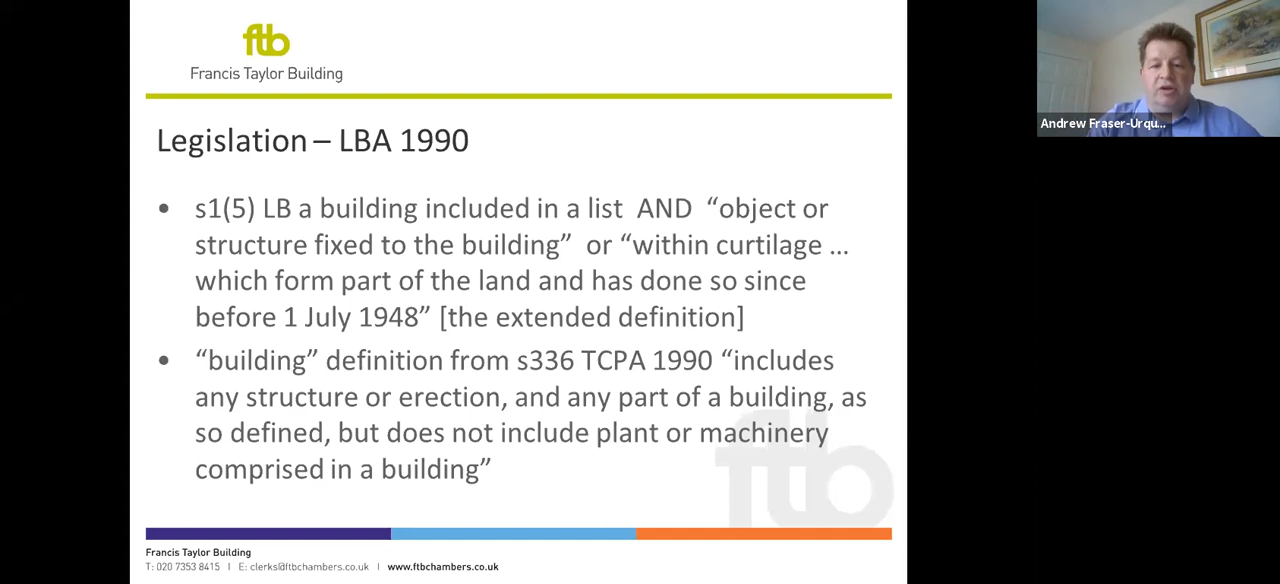 ftb
Francis Taylor Building
Legislation – LBA 1990
• s1(5) LB a building included in a list AND “object or
structure fixed to the building” or “within curtilage ...
which form part of the land and has done so since
before 1 July 1948” [the extended definition]
• “building” definition from s336 TCPA 1990 “includes
any structure or erection, and any part of a building, as
so defined, but does not include plant or machinery
comprised in a building”
ftb
Francis Taylor Building
T: 020 7353 8415 | E: clerks@ftbchambers.co.uk | www.ftbchambers.co.uk
Andrew Fraser-Urqu...